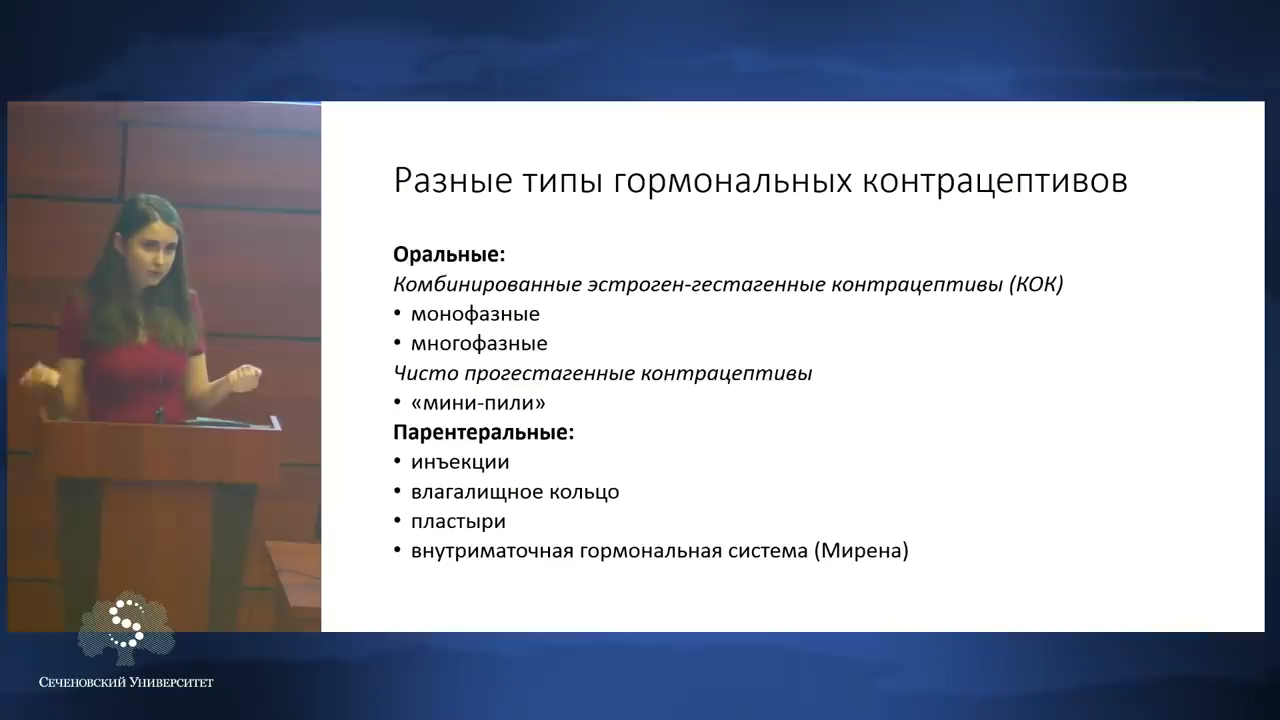 Разные типы гормональных контрацептивов
Оральные:
Комбинированные эстроген-гестагенные контрацептивы (КОК)
• монофазные
• многофазные
Чисто прогестагенные контрацептивы
• «мини-пили»
Парентеральные:
• инъекции
• влагалищное кольцо
• пластыри
• внутриматочная гормональная система (Мирена)
S
Сеченовский Университет